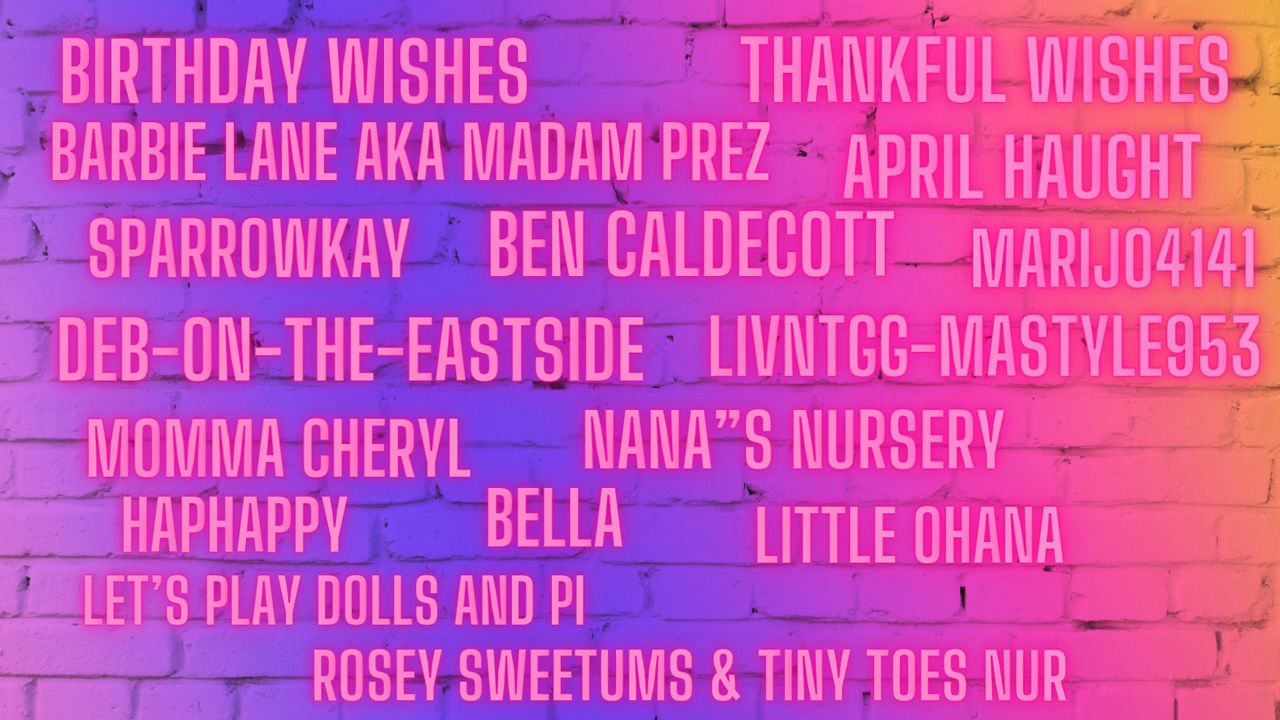 BIRTHDAY WISHES THANKFUL WISHES
BARBIE LANE AKA MADAM PREZ APRIL HAUGHT
SPARROWKAY BEN CALDECOTT MARIJO4141
DEB-ON-THE-EASTSIDE LIVNTGG-MASTYLE953
MOMMA CHERYL NANA”S NURSERY
HAPHAPPY BELLA LITTLE OHANA
LET’S PLAY DOLLS AND PI
ROSEY SWEETUMS & TINY TOES NUR